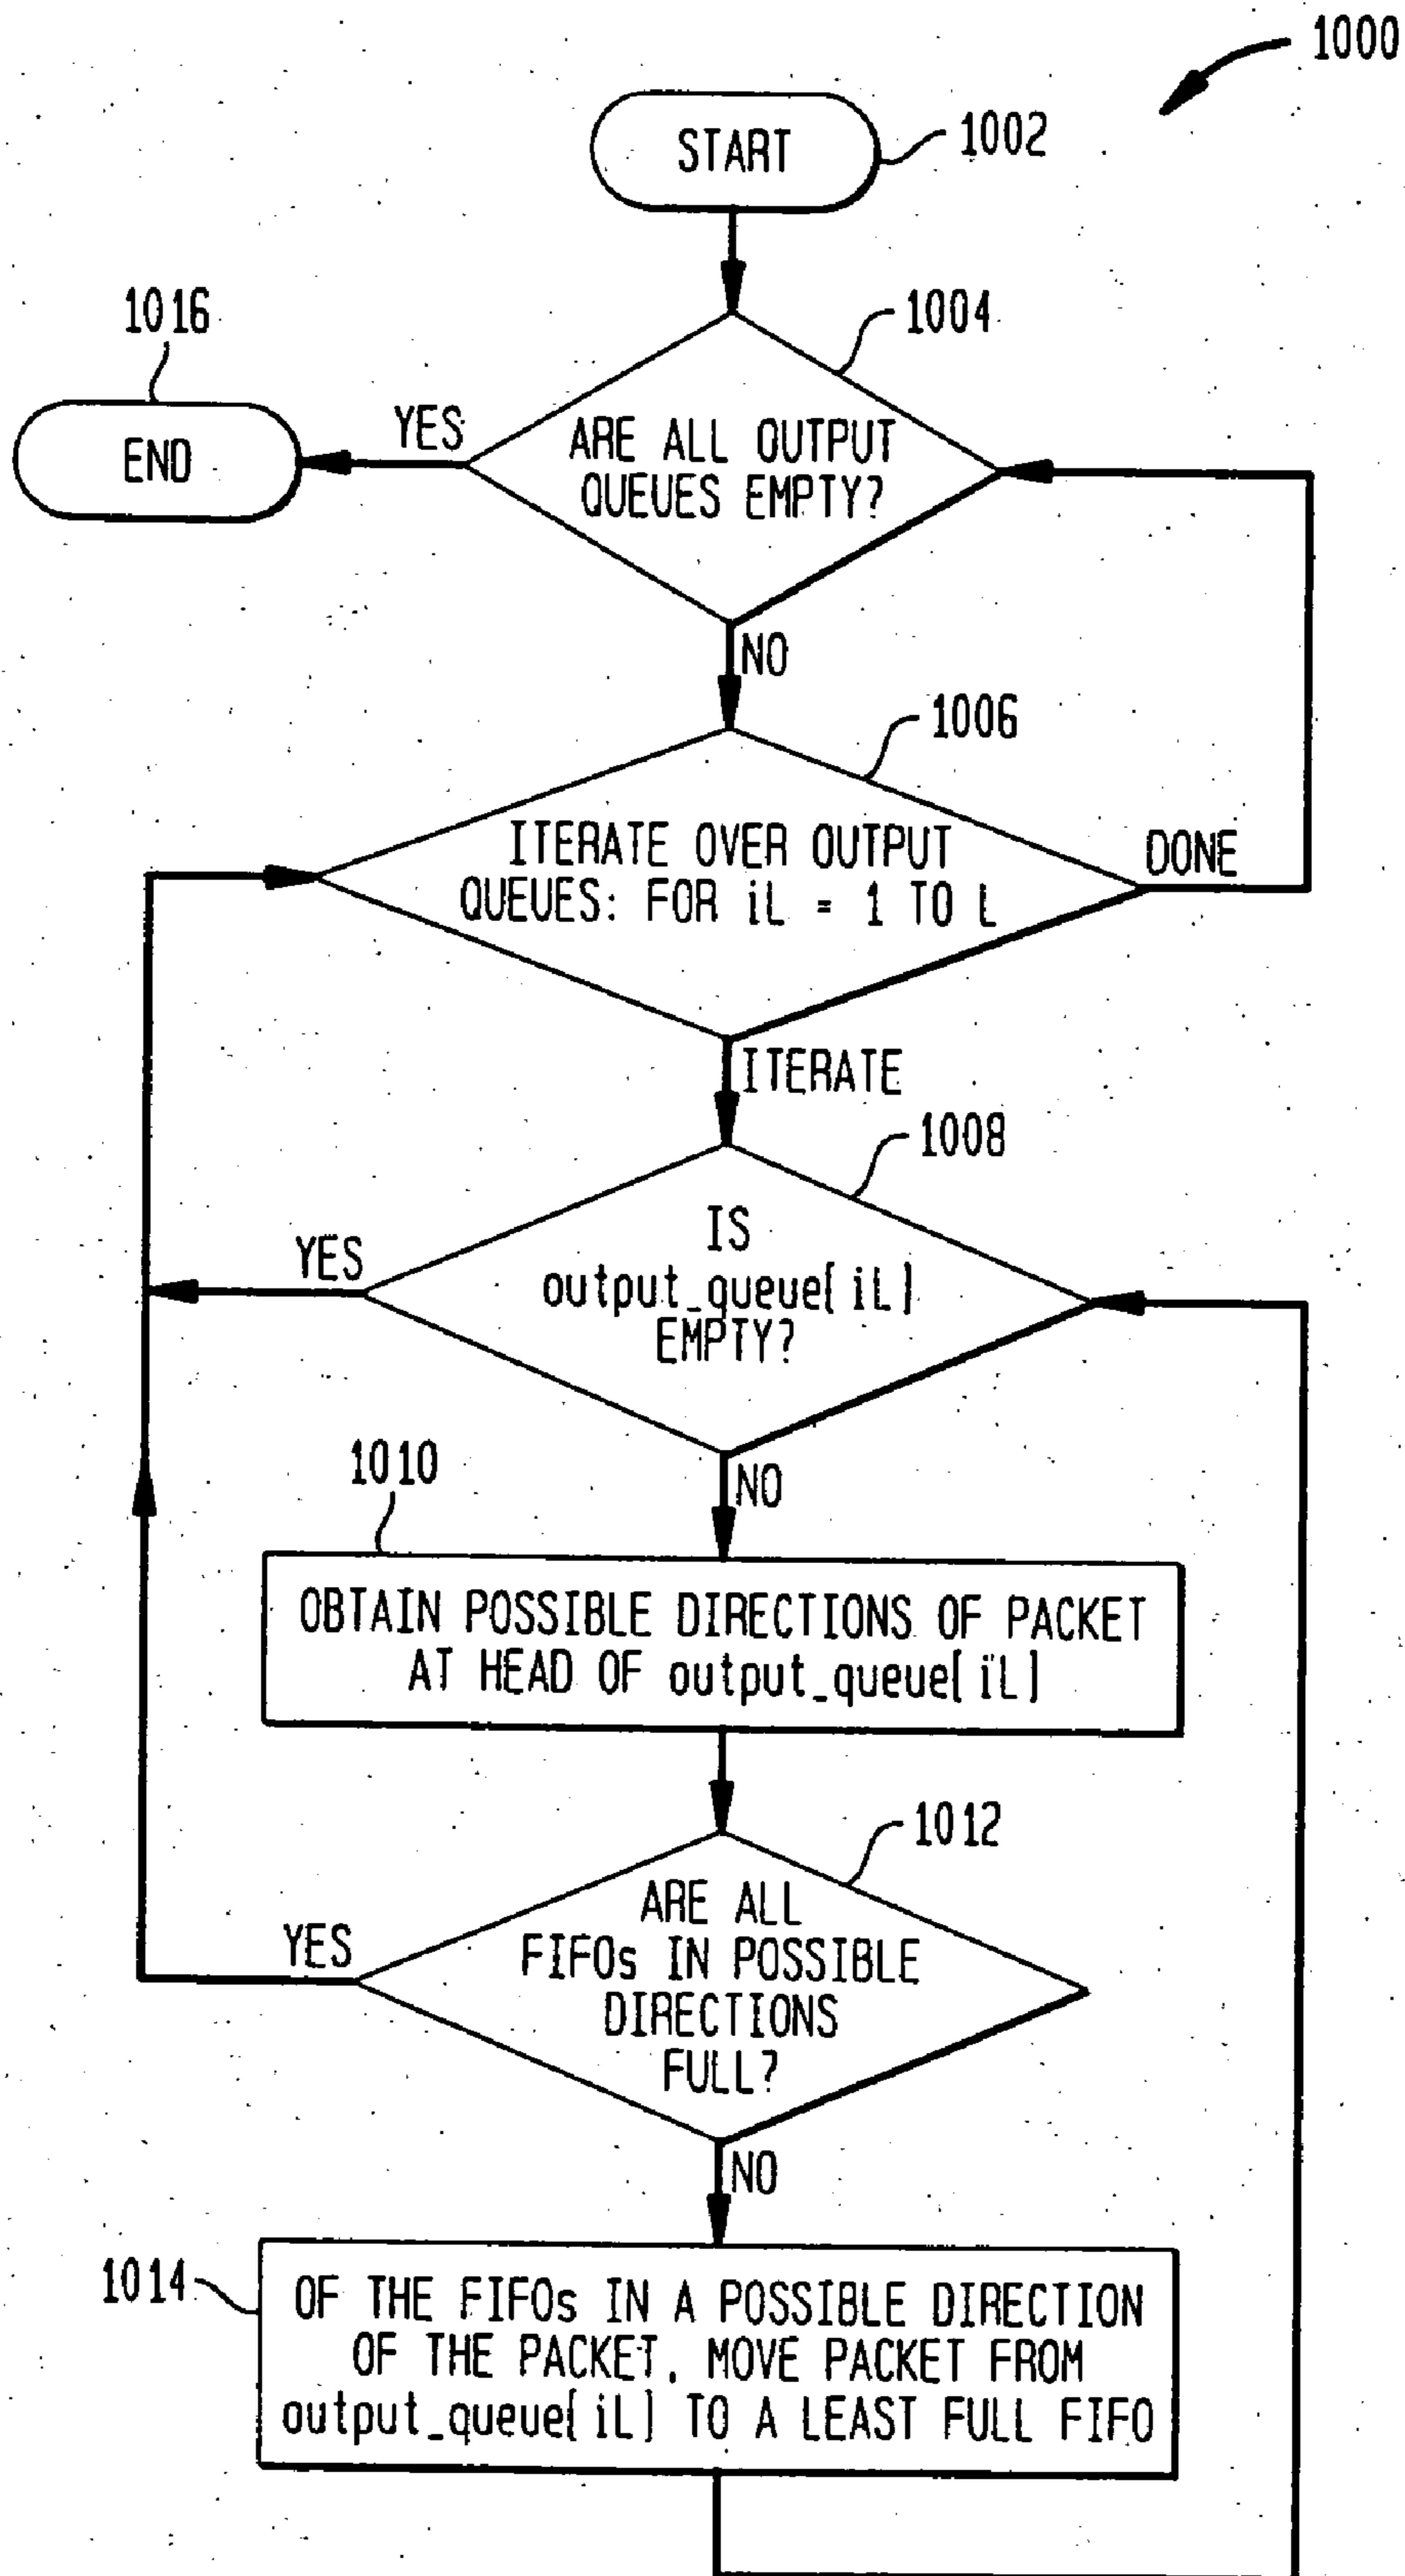 1000
START
1002
1016
1004
END
YES
ARE ALL OUTPUT
QUEUES EMPTY?
NO
1006
ITERATE OVER OUTPUT
QUEUES: FOR iL = 1 TO L
DONE
ITERATE
1008
YES
IS
output_queue[iL]
EMPTY?
NO
1010
OBTAIN POSSIBLE DIRECTIONS OF PACKET
AT HEAD OF output_queue[iL]
1012
YES
ARE ALL
FIFOs IN POSSIBLE
DIRECTIONS
FULL?
NO
1014
OF THE FIFOs IN A POSSIBLE DIRECTION
OF THE PACKET, MOVE PACKET FROM
output_queue[iL] TO A LEAST FULL FIFO